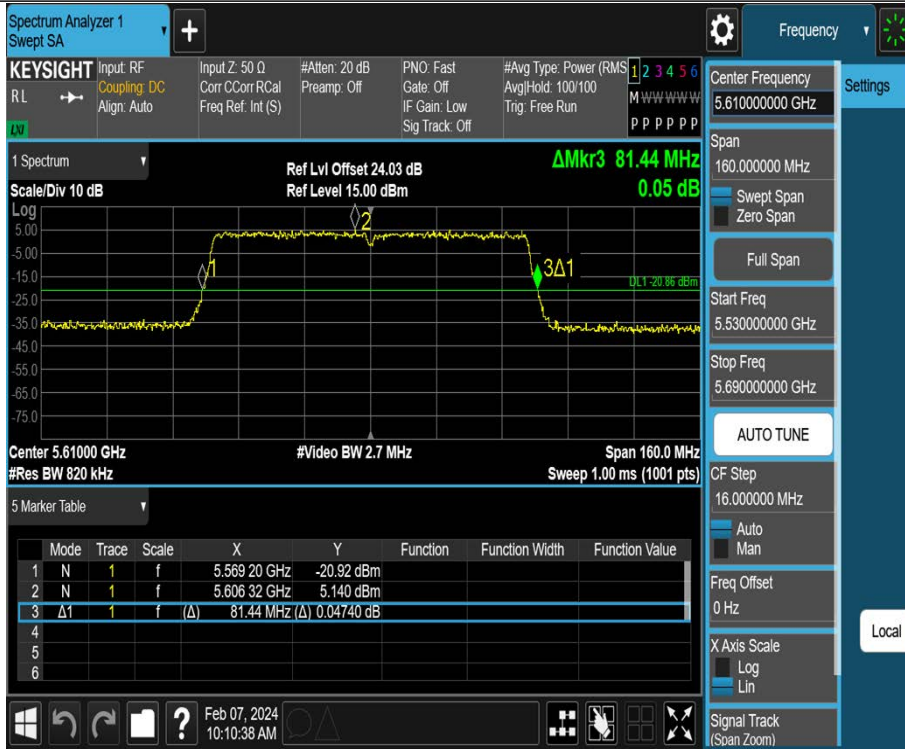 Spectrum Analyzer 1
Swept SA
Frequency
KEYSIGHT
RL
LXI
Input: RF
Coupling: DC
Align: Auto
Input Z: 50 Ω
Corr CCorr RCal
Freq Ref: Int (S)
#Atten: 20 dB
Preamp: Off
PNO: Fast
Gate: Off
IF Gain: Low
Sig Track: Off
#Avg Type: Power (RMS
Avg|Hold: 100/100
Trig: Free Run
1 2 3 4 5 6
M W W W W W
P P P P P P
1 Spectrum
Scale/Div 10 dB
Ref Lvl Offset 24.03 dB
Ref Level 15.00 dBm
ΔMkr3 81.44 MHz
0.05 dB
Log
5.00
-5.00
-15.0
-25.0
-35.0
-45.0
-55.0
-65.0
-75.0
1
2
3Δ1
DL1 -20.86 dBm
Center 5.61000 GHz
#Video BW 2.7 MHz
Span 160.0 MHz
#Res BW 820 kHz
Sweep 1.00 ms (1001 pts)
5 Marker Table
Mode Trace Scale X Y Function Function Width Function Value
1 N 1 f 5.569 20 GHz -20.92 dBm
2 N 1 f 5.606 32 GHz 5.140 dBm
3 Δ1 1 f (Δ) 81.44 MHz (Δ) 0.04740 dB
4
5
6
?
Feb 07, 2024
10:10:38 AM
Center Frequency
5.610000000 GHz
Span
160.000000 MHz
Swept Span
Zero Span
Full Span
Start Freq
5.530000000 GHz
Stop Freq
5.690000000 GHz
AUTO TUNE
CF Step
16.000000 MHz
Auto
Man
Freq Offset
0 Hz
X Axis Scale
Log
Lin
Signal Track
(Span Zoom)
Settings
Local